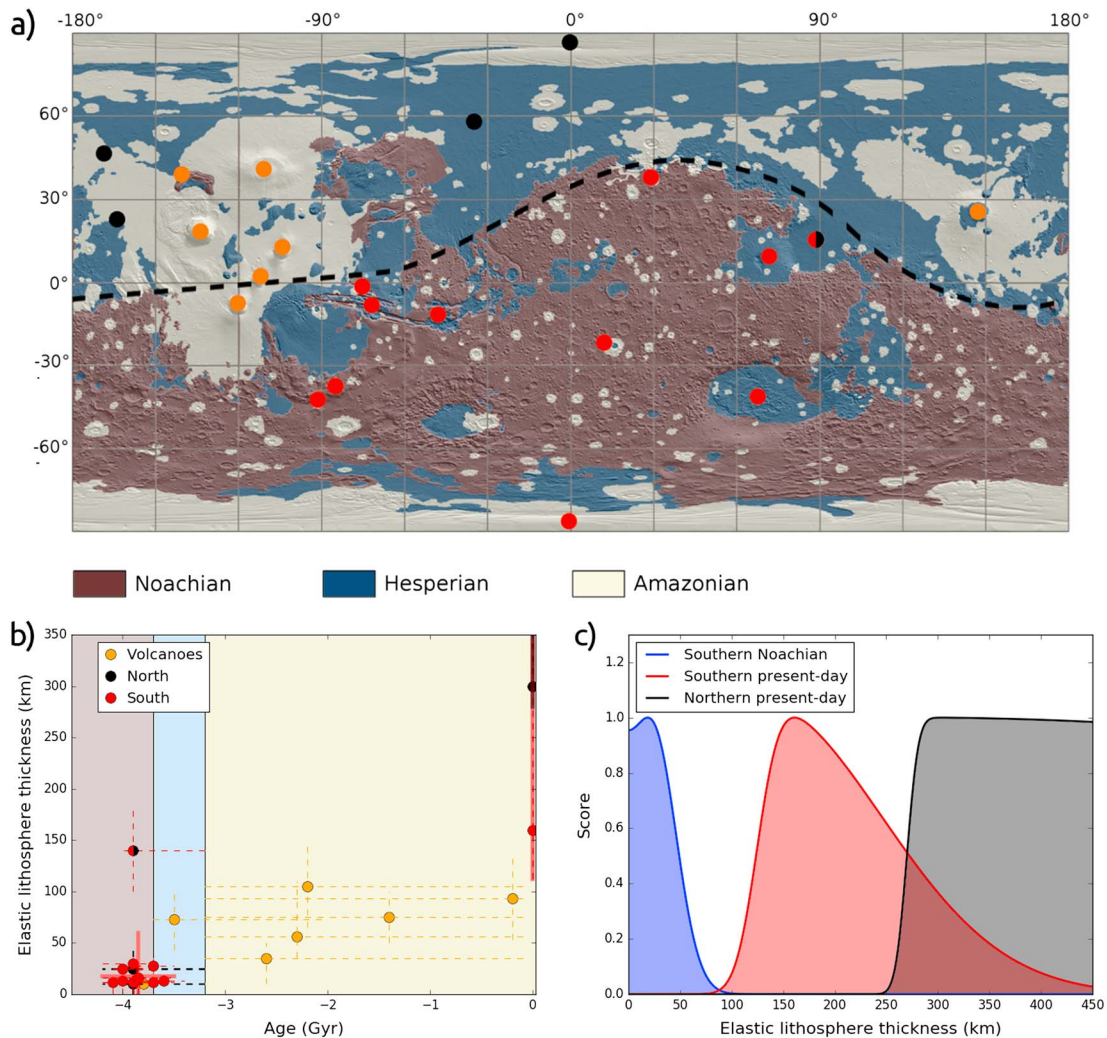 a)
-180° -90° 0° 90° 180°
60°
30°
0°
-30°
-60°
Noachian Hesperian Amazonian
b)
350
300
250
200
150
100
50
0
Elastic lithosphere thickness (km)
Volcanoes
North
South
−4 −3 −2 −1 0
Age (Gyr)
c)
1.2
1.0
0.8
0.6
0.4
0.2
0.0
Score
Southern Noachian
Southern present-day
Northern present-day
0 50 100 150 200 250 300 350 400 450
Elastic lithosphere thickness (km)